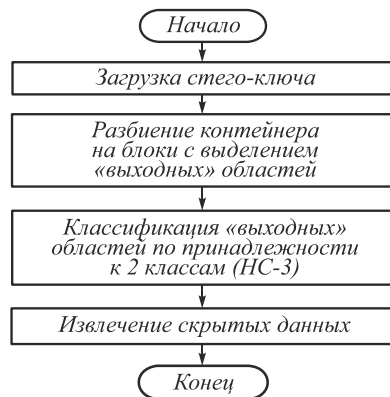 Начало
Загрузка стего-ключа
Разбиение контейнера
на блоки с выделением
«выходных» областей
Классификация «выходных»
областей по принадлежности
к 2 классам (НС-3)
Извлечение скрытых данных
Конец